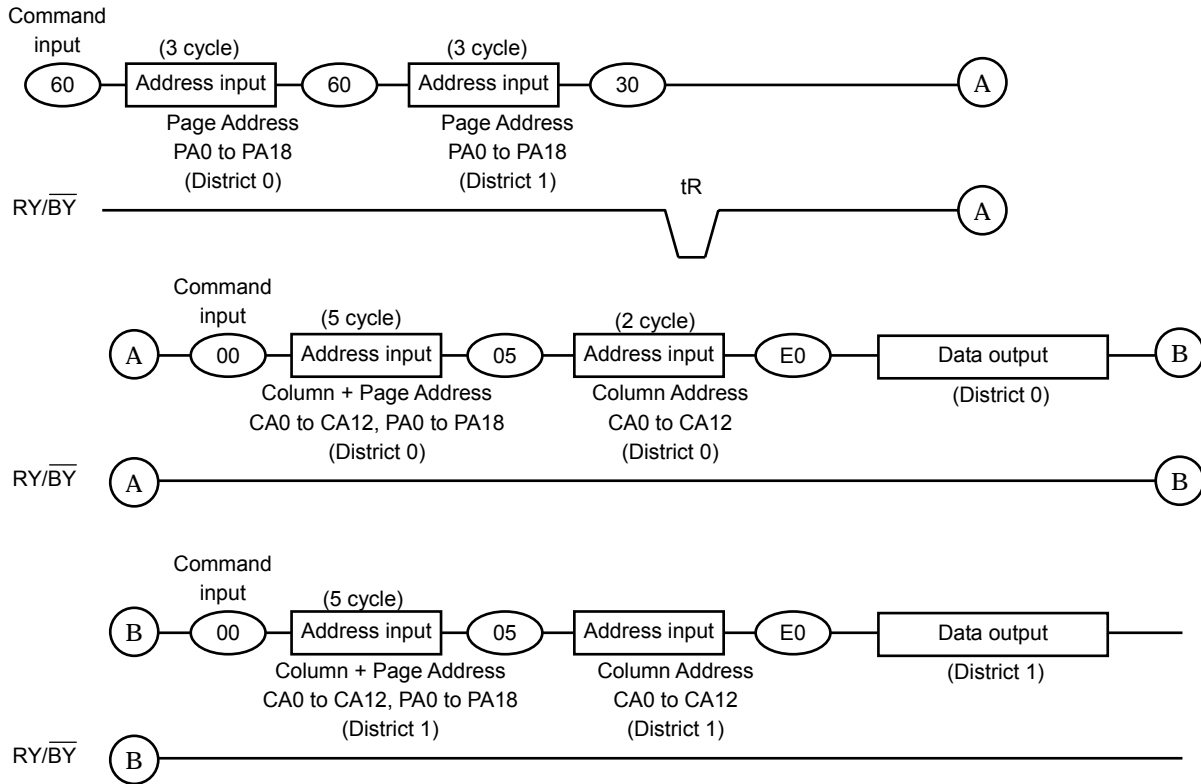 Command
input
(3 cycle) (3 cycle)
60 Address input 60 Address input 30 A
Page Address Page Address
PA0 to PA18 PA0 to PA18
(District 0) (District 1)
tR
RY/BY A
Command
input
(5 cycle) (2 cycle)
A 00 Address input 05 Address input E0 Data output B
Column + Page Address Column Address (District 0)
CA0 to CA12, PA0 to PA18 CA0 to CA12
(District 0) (District 0)
RY/BY A B
Command
input
(5 cycle)
B 00 Address input 05 Address input E0 Data output
Column + Page Address Column Address (District 1)
CA0 to CA12, PA0 to PA18 CA0 to CA12
(District 1) (District 1)
RY/BY B